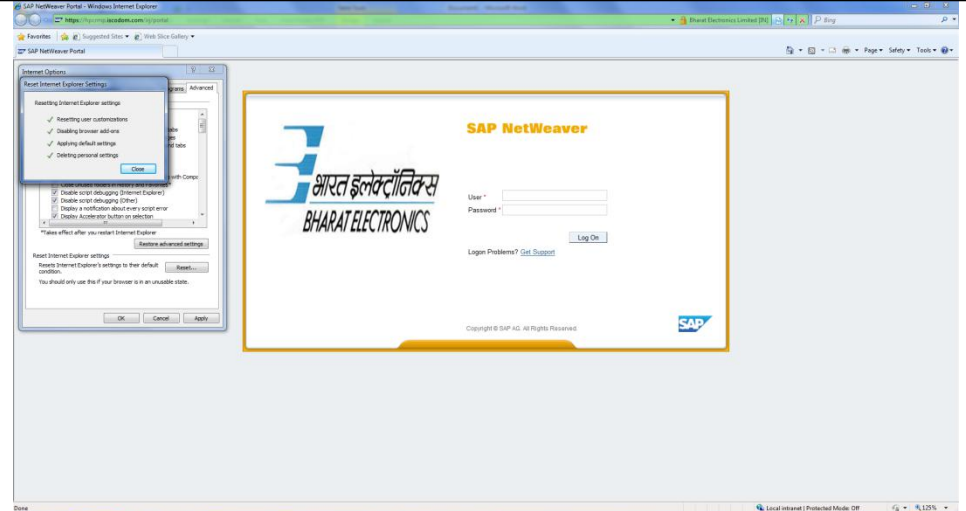 SAP NetWeaver Portal - Windows Internet Explorer
Bharat Electronics Limited [IN]
Bing
Favorites
Suggested Sites
Web Slice Gallery
SAP NetWeaver Portal
Page
Safety
Tools
Internet Options
Reset Internet Explorer Settings
Advanced
Resetting Internet Explorer settings
Resetting user customizations
Disabling browser add-ons
Applying default settings
Deleting personal settings
Close
Disable script debugging (Internet Explorer)
Disable script debugging (Other)
Display a notification about every script error
Display Accelerator button on selection
*Takes effect after you restart Internet Explorer
Restore advanced settings
Reset Internet Explorer settings
Resets Internet Explorer's settings to their default
condition.
Reset...
You should only use this if your browser is in an unusable state.
OK
Cancel
Apply
भारत इलेक्ट्रॉनिक्स
BHARAT ELECTRONICS
SAP NetWeaver
User *
Password *
Log On
Logon Problems? Get Support
Copyright © SAP AG. All Rights Reserved.
SAP
Done
Local intranet | Protected Mode: Off
125%